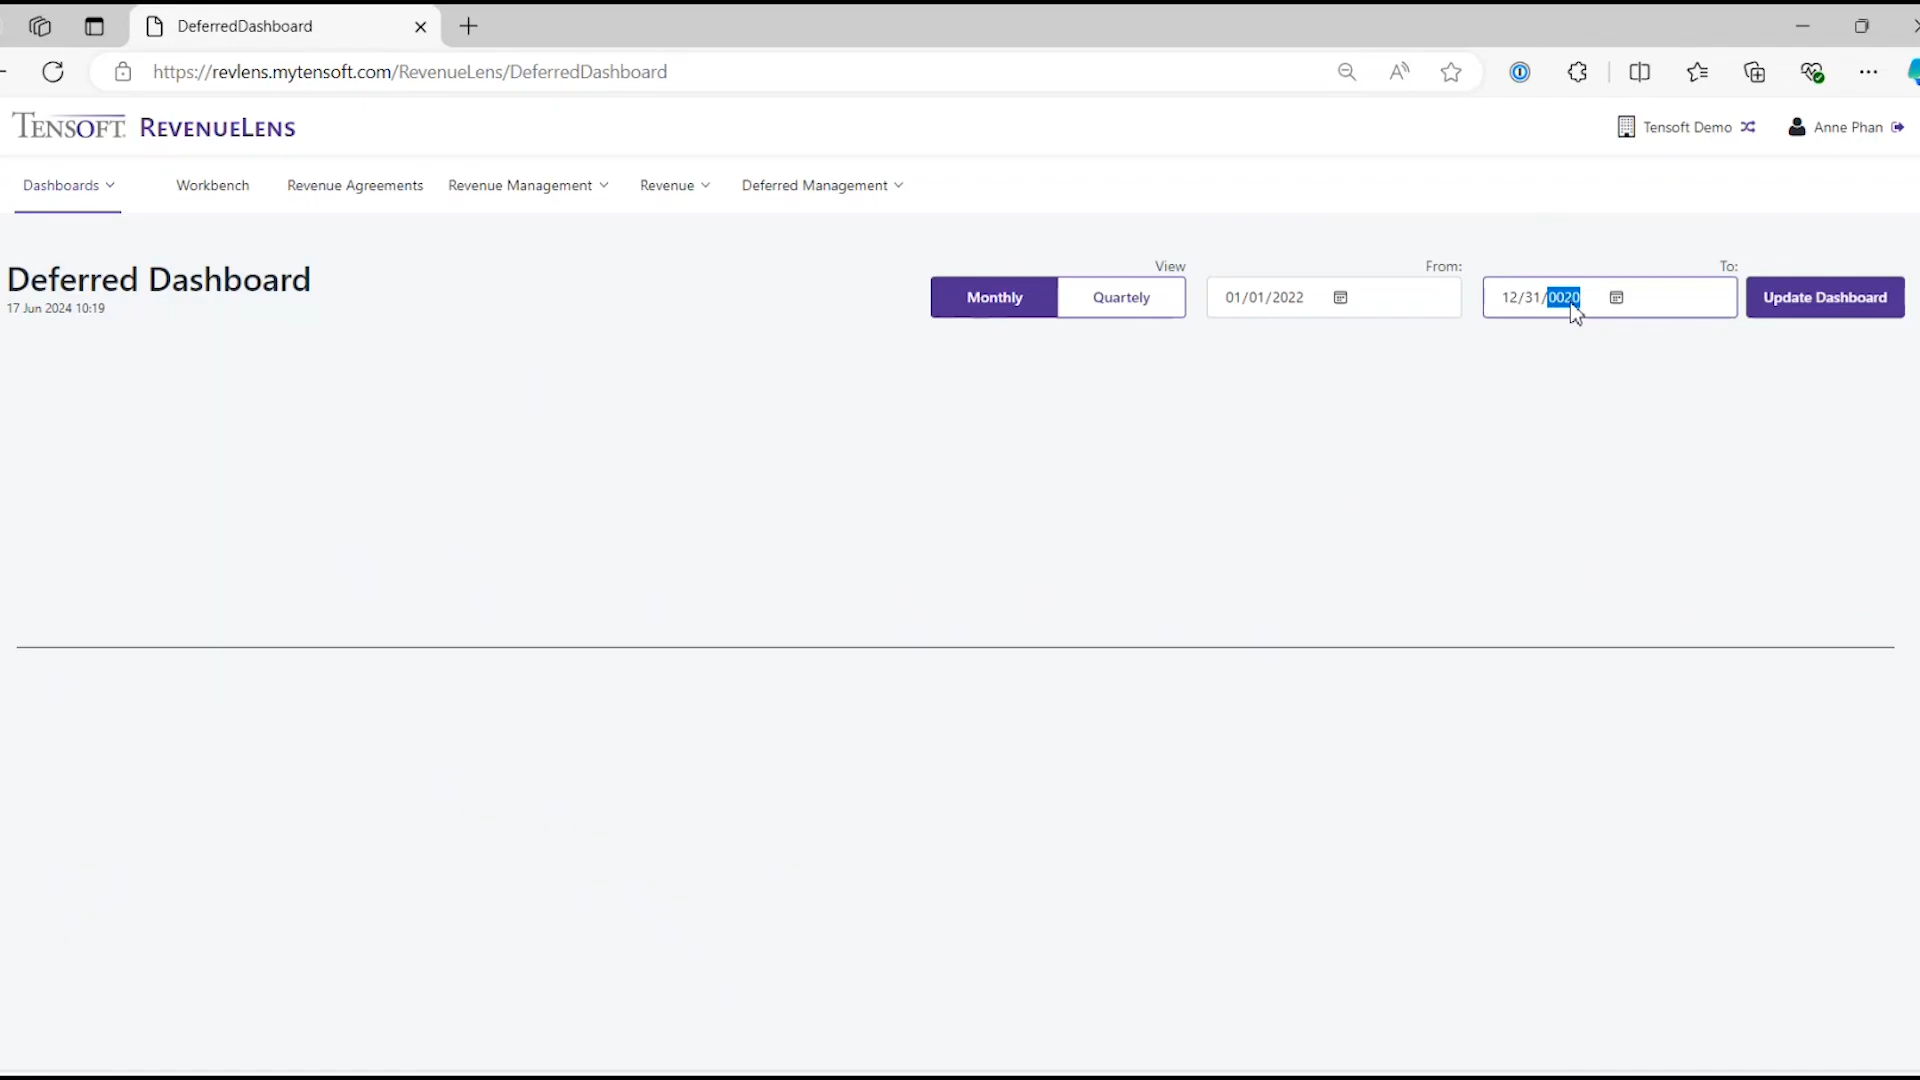 DeferredDashboard
https://revlens.mytensoft.com/RevenueLens/DeferredDashboard
TENSOFT REVENUELENS
Tensoft Demo
Anne Phan
Dashboards
Workbench
Revenue Agreements
Revenue Management
Revenue
Deferred Management
Deferred Dashboard
17 Jun 2024 10:19
View
Monthly
Quartely
From:
01/01/2022
To:
12/31/0020
Update Dashboard